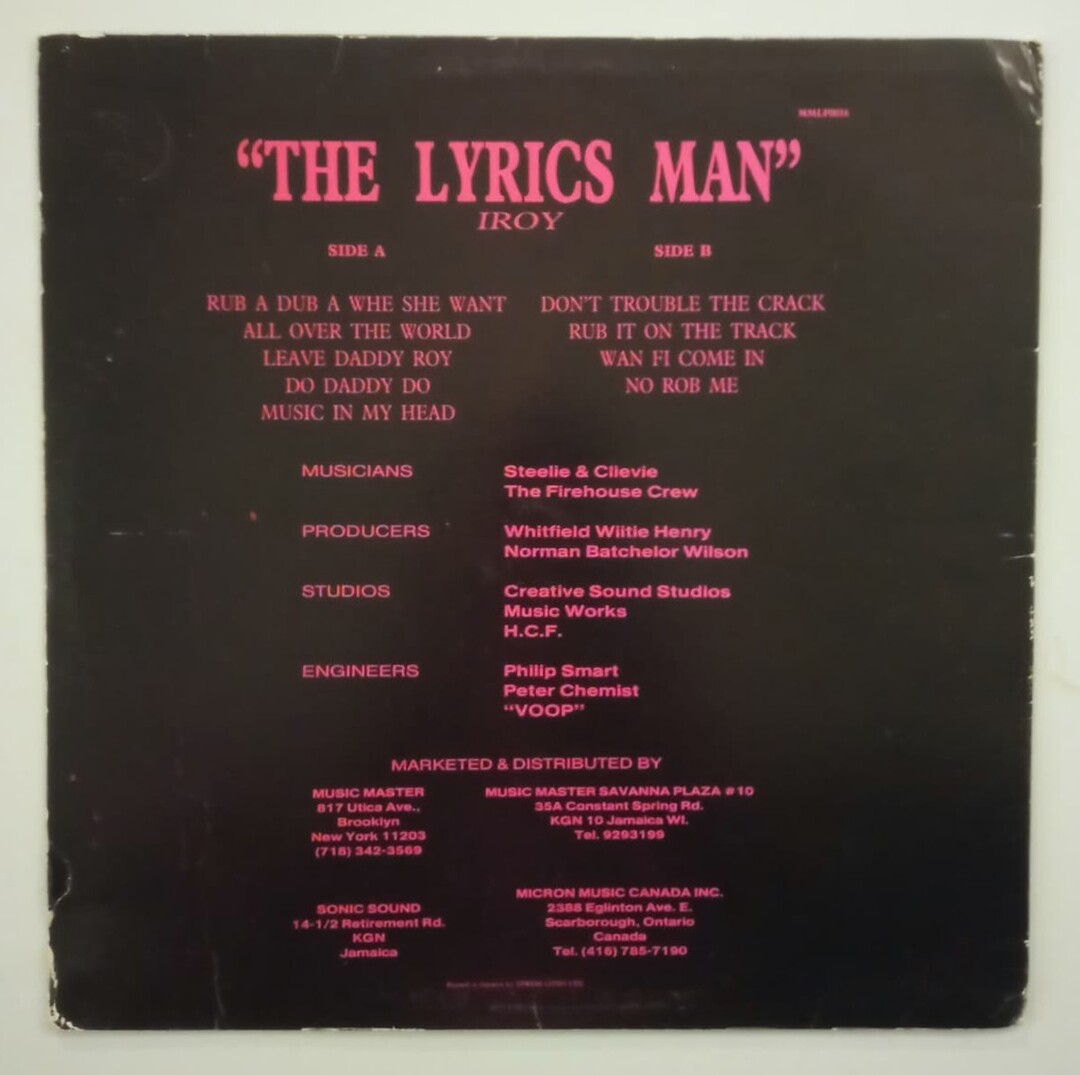 "THE LYRICS MAN"
IROY
SIDE A
RUB A DUB A WHE SHE WANT
ALL OVER THE WORLD
LEAVE DADDY ROY
DO DADDY DO
MUSIC IN MY HEAD
SIDE B
DON'T TROUBLE THE CRACK
RUB IT ON THE TRACK
WAN FI COME IN
NO ROB ME
MUSICIANS
Steelie & Cllevie
The Firehouse Crew
PRODUCERS
Whitfield Wiitie Henry
Norman Batchelor Wilson
STUDIOS
Creative Sound Studios
Music Works
H.C.F.
ENGINEERS
Philip Smart
Peter Chemist
"VOOP"
MARKETED & DISTRIBUTED BY
MUSIC MASTER
817 Utica Ave.,
Brooklyn
New York 11203
(718) 342-3569
MUSIC MASTER SAVANNA PLAZA #10
35A Constant Spring Rd.
KGN 10 Jamaica WI.
Tel. 9293199
SONIC SOUND
14-1/2 Retirement Rd.
KGN
Jamaica
MICRON MUSIC CANADA INC.
2388 Eglinton Ave. E.
Scarborough, Ontario
Canada
Tel. (416) 785-7190